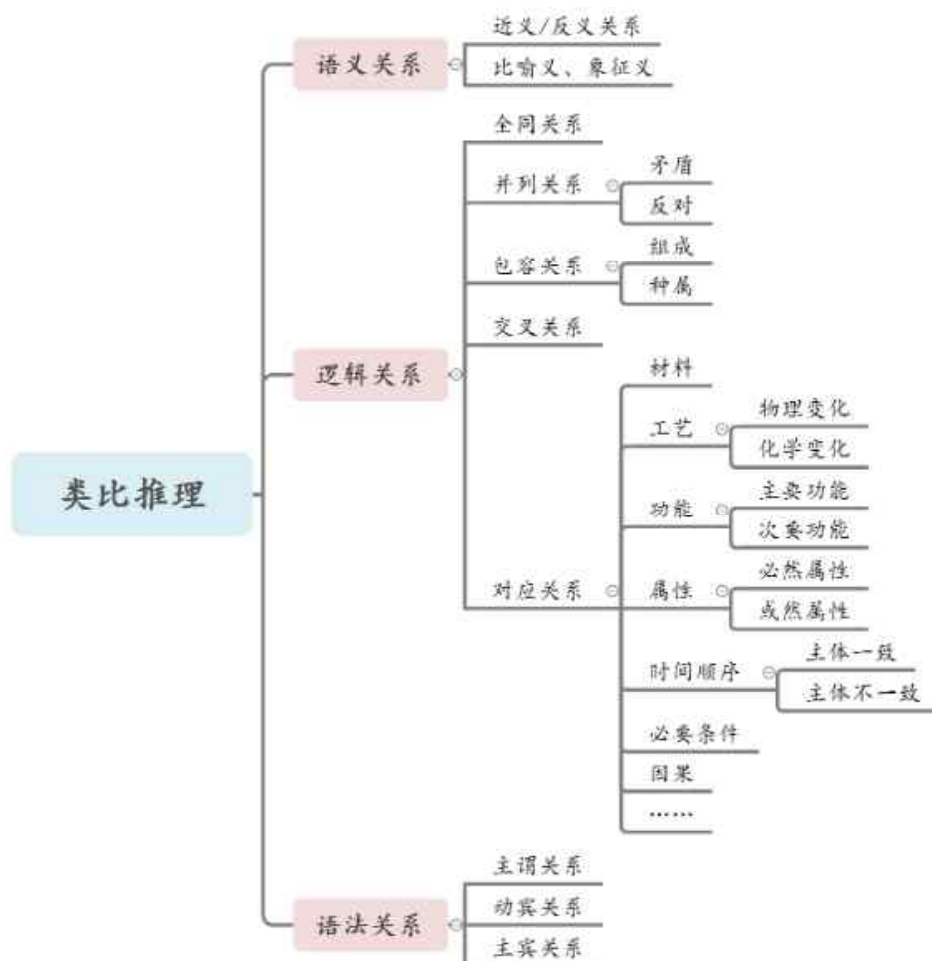 近义/反义关系
语义关系
比喻义、象征义
全同关系
矛盾
并列关系
反对
组成
包容关系
种属
交叉关系
材料
逻辑关系
物理变化
工艺
化学变化
类比推理
主要功能
功能
次要功能
必然属性
对应关系
属性
或然属性
主体一致
时间顺序
主体不一致
必要条件
因果
……
主谓关系
动宾关系
语法关系
主宾关系